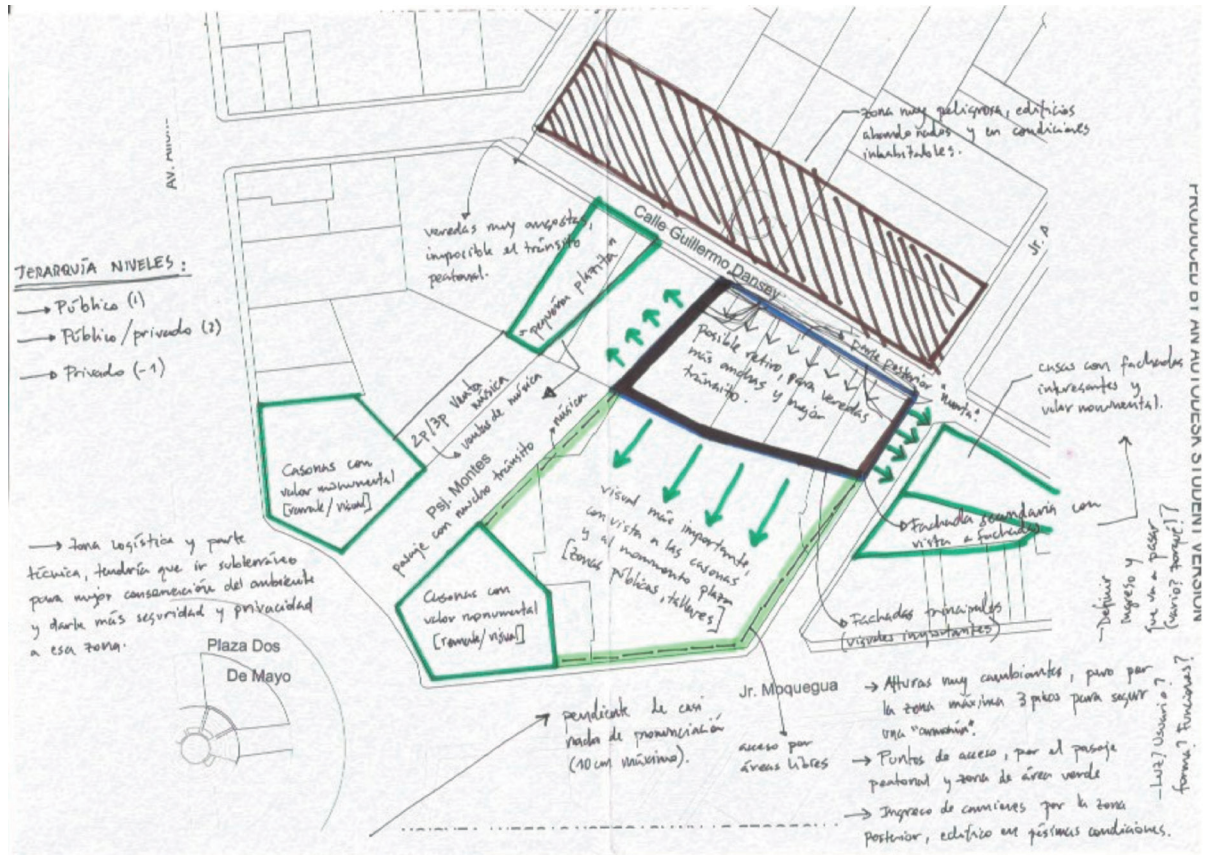 zona muy peligrosa, edificios
abandonados y en condiciones
inhabitables.
Calle Guillermo Dansey
veredas muy angostas,
imposible el tránsito
peatonal.
JERARQUÍA NIVELES:
→ Público (1)
→ Público/privado (2)
→ Privado (-1)
pequeña placita
2P/3P venta
música
ventas de música
música
Psj. Montes
pasaje con mucho tránsito
Posible retiro, para veredas
más anchas y mejor
tránsito.
parte posterior "muerta".
casas con fachadas
interesantes y
valor monumental.
Casonas con
valor monumental
[remate/visual]
visual más importante,
con vista a las casonas
y al monumento plaza
[zonas
públicas, talleres]
Fachada secundaria con
vista a fachadas
Fachadas principales
(visuales importantes)
→ Zona logística y parte
técnica, tendría que ir subterráneo
para mejor conservación del ambiente
y darle más seguridad y privacidad
a esa zona.
Casonas con
valor monumental
[remate/visual]
Plaza Dos
De Mayo
Jr. Moquegua
pendiente de casi
nada de pronunciación
(10 cm máximo).
acceso por
áreas libres
→ Alturas muy cambiantes, pero por
la zona máxima 3 pisos para seguir
una "armonía".
→ Puntos de acceso, por el pasaje
peatonal y zona de área verde
→ Ingreso de camiones por la zona
Posterior, edificio en pésimas condiciones.
- Definir
ingreso y
que va a pasar
(vario? porque)?
- Luz? Usuario?
forma? funciones?
PRODUCED BY AN AUTODESK STUDENT VERSION